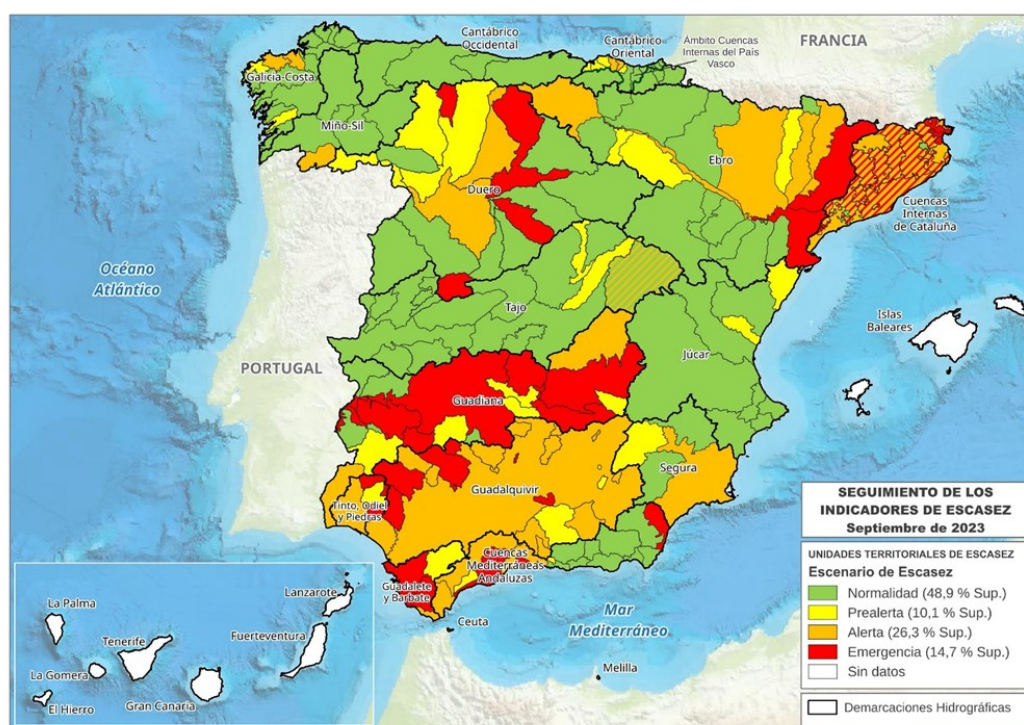 Cantábrico
Occidental
Cantábrico
Oriental
Ámbito Cuencas
Internas del País
Vasco
FRANCIA
Galicia-Costa
Miño-Sil
Ebro
Duero
Cuencas
Internas
de Cataluña
Océano
Atlántico
Tajo
Islas
Baleares
PORTUGAL
Júcar
Guadiana
Segura
Guadalquivir
Tinto, Odiel
y Piedras
Cuencas
Mediterráneas
Andaluzas
Guadalete
y Barbate
Ceuta
Mar
Mediterráneo
Melilla
La Palma
Lanzarote
Tenerife
Fuerteventura
La Gomera
El Hierro
Gran Canaria
SEGUIMIENTO DE LOS
INDICADORES DE ESCASEZ
Septiembre de 2023
UNIDADES TERRITORIALES DE ESCASEZ
Escenario de Escasez
Normalidad (48,9 % Sup.)
Prealerta (10,1 % Sup.)
Alerta (26,3 % Sup.)
Emergencia (14,7 % Sup.)
Sin datos
Demarcaciones Hidrográficas